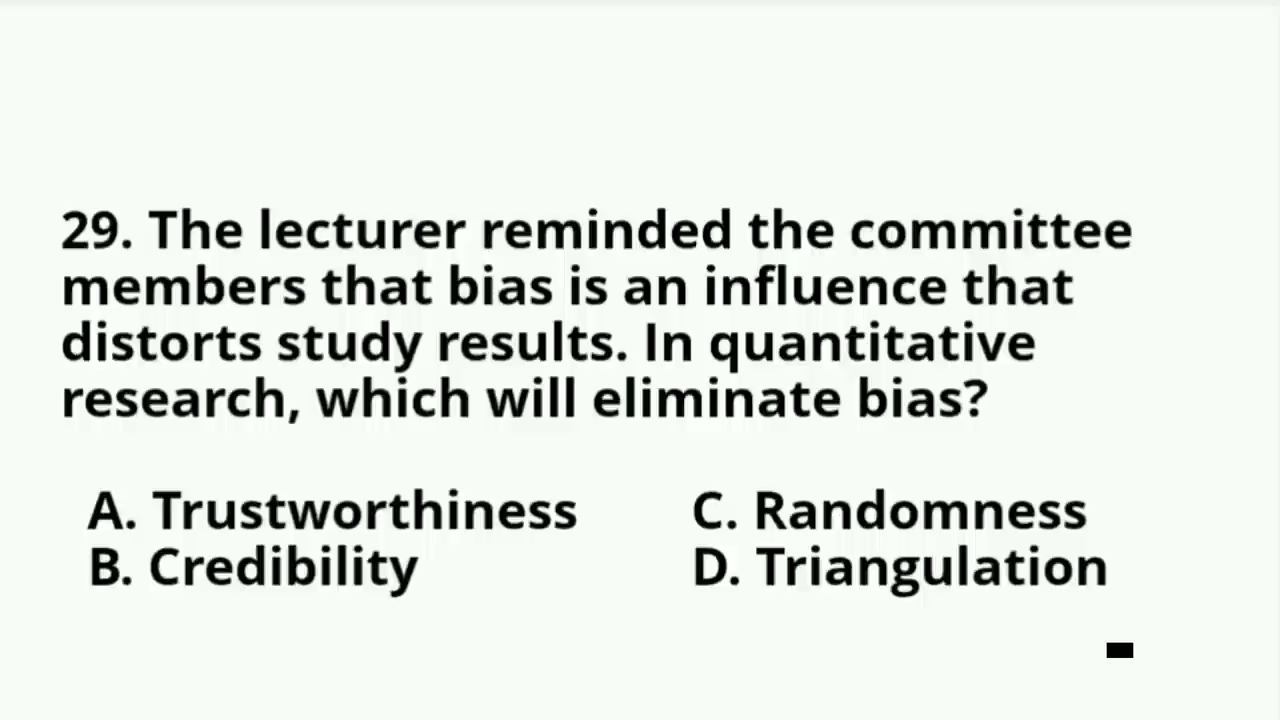 29. The lecturer reminded the committee
members that bias is an influence that
distorts study results. In quantitative
research, which will eliminate bias?
A. Trustworthiness
B. Credibility
C. Randomness
D. Triangulation